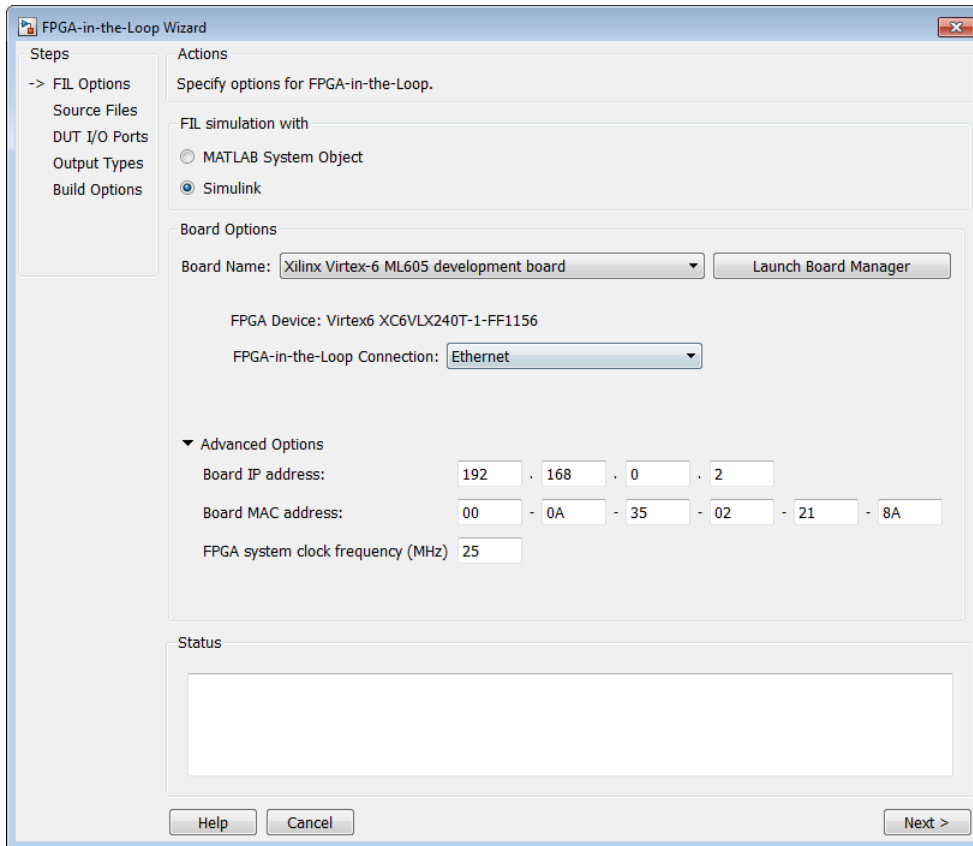 FPGA-in-the-Loop Wizard
Steps
-> FIL Options
Source Files
DUT I/O Ports
Output Types
Build Options
Actions
Specify options for FPGA-in-the-Loop.
FIL simulation with
MATLAB System Object
Simulink
Board Options
Board Name: Xilinx Virtex-6 ML605 development board Launch Board Manager
FPGA Device: Virtex6 XC6VLX240T-1-FF1156
FPGA-in-the-Loop Connection: Ethernet
Advanced Options
Board IP address: 192 . 168 . 0 . 2
Board MAC address: 00 - 0A - 35 - 02 - 21 - 8A
FPGA system clock frequency (MHz) 25
Status
Help Cancel Next >